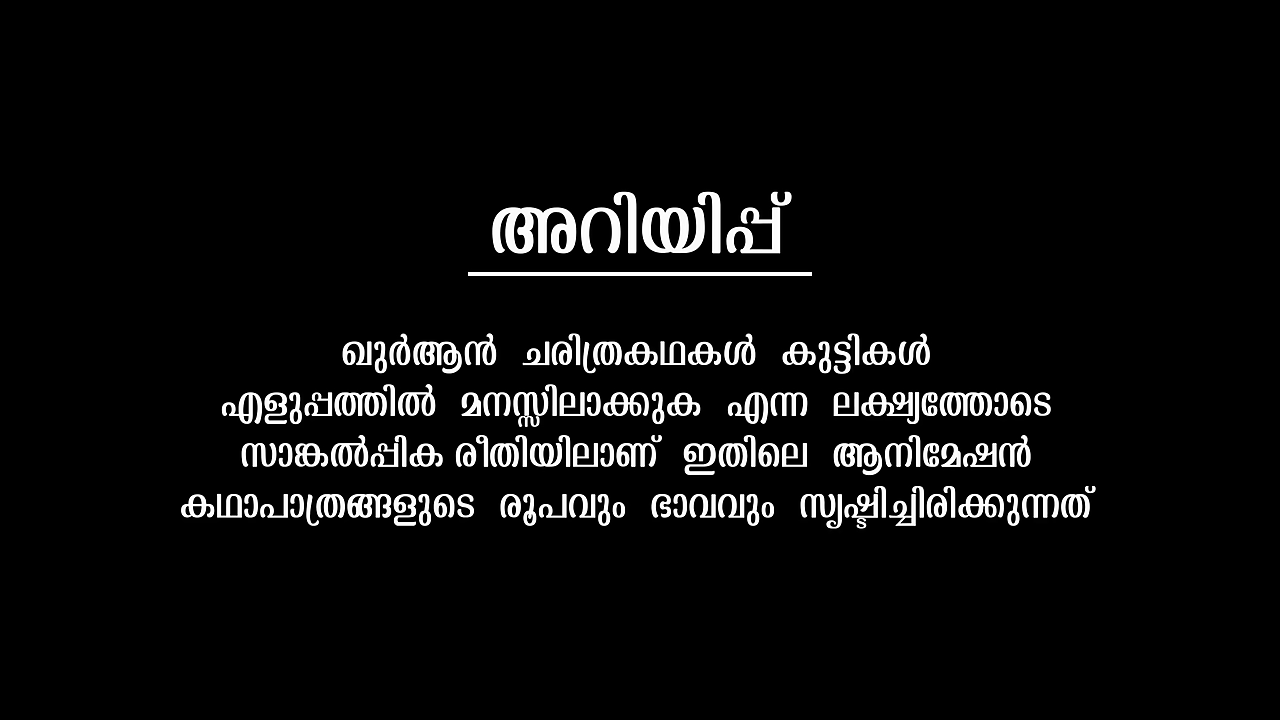 അറിയിപ്പ്
ഖുർആൻ ചരിത്രകഥകൾ കുട്ടികൾ
എളുപ്പത്തിൽ മനസ്സിലാക്കുക എന്ന ലക്ഷ്യത്തോടെ
സാങ്കൽപ്പിക രീതിയിലാണ് ഇതിലെ ആനിമേഷൻ
കഥാപാത്രങ്ങളുടെ രൂപവും ഭാവവും സൃഷ്ടിച്ചിരിക്കുന്നത്